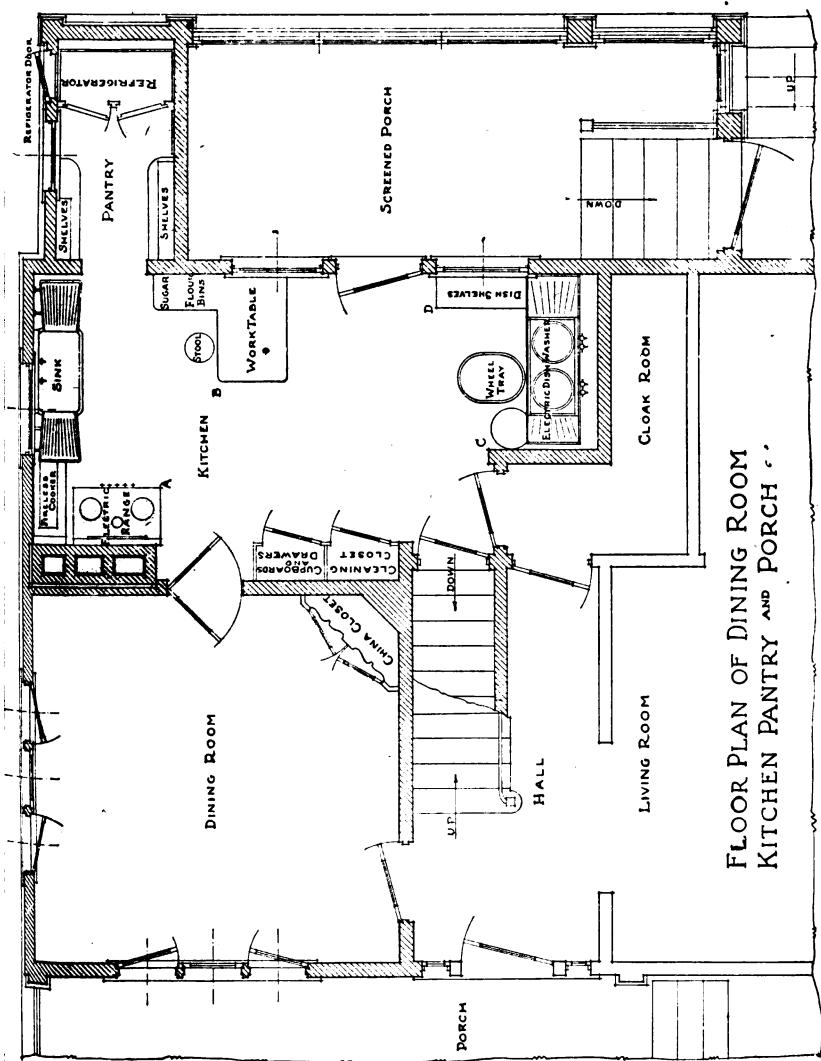 REFRIGERATOR DOOR
REFRIGERATOR
PANTRY
SHELVES
SHELVES
SCREENED PORCH
UP
DOWN
SUGAR
FLOUR
BINS
WORK TABLE
STOOL
B
D
DISH SHELVES
SINK
WHEEL
TRAY
ELECTRIC DISH WASHER
C
CLOAK ROOM
KITCHEN
FIRELESS
COOKER
ELECTRIC
RANGE
A
CUPBOARDS
AND
DRAWERS
CLEANING
CLOSET
DOWN
CHINA CLOSET
DINING ROOM
UP
HALL
LIVING ROOM
PORCH
FLOOR PLAN OF DINING ROOM
KITCHEN PANTRY AND PORCH